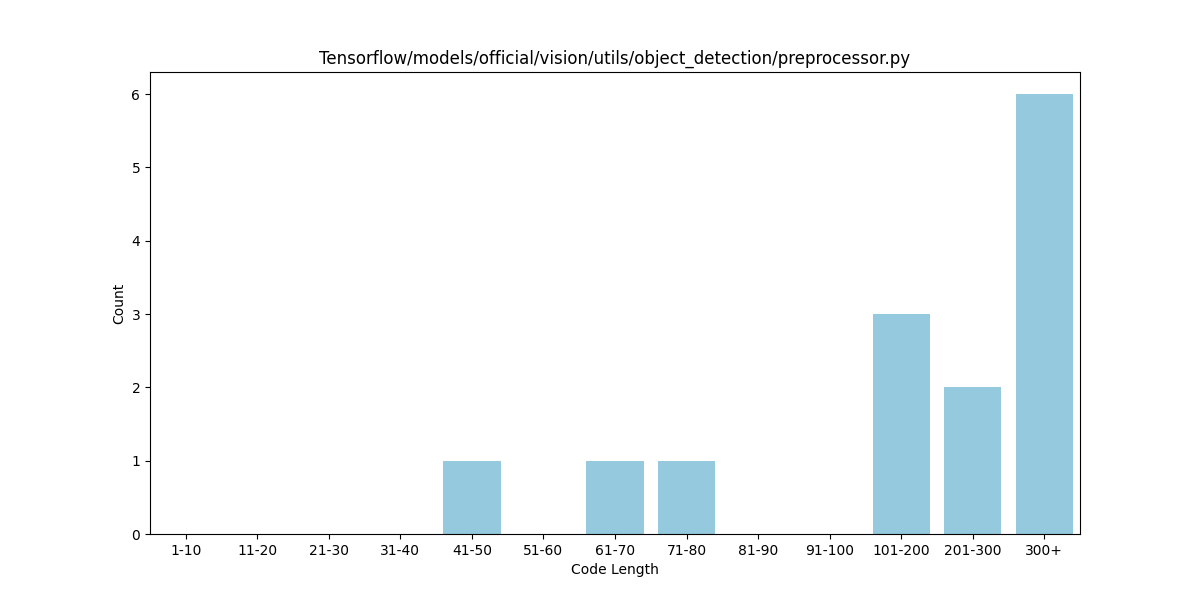 Tensorflow/models/official/vision/utils/object_detection/preprocessor.py
6
5
4
3
2
1
0
Count
1-10 11-20 21-30 31-40 41-50 51-60 61-70 71-80 81-90 91-100 101-200 201-300 300+
Code Length